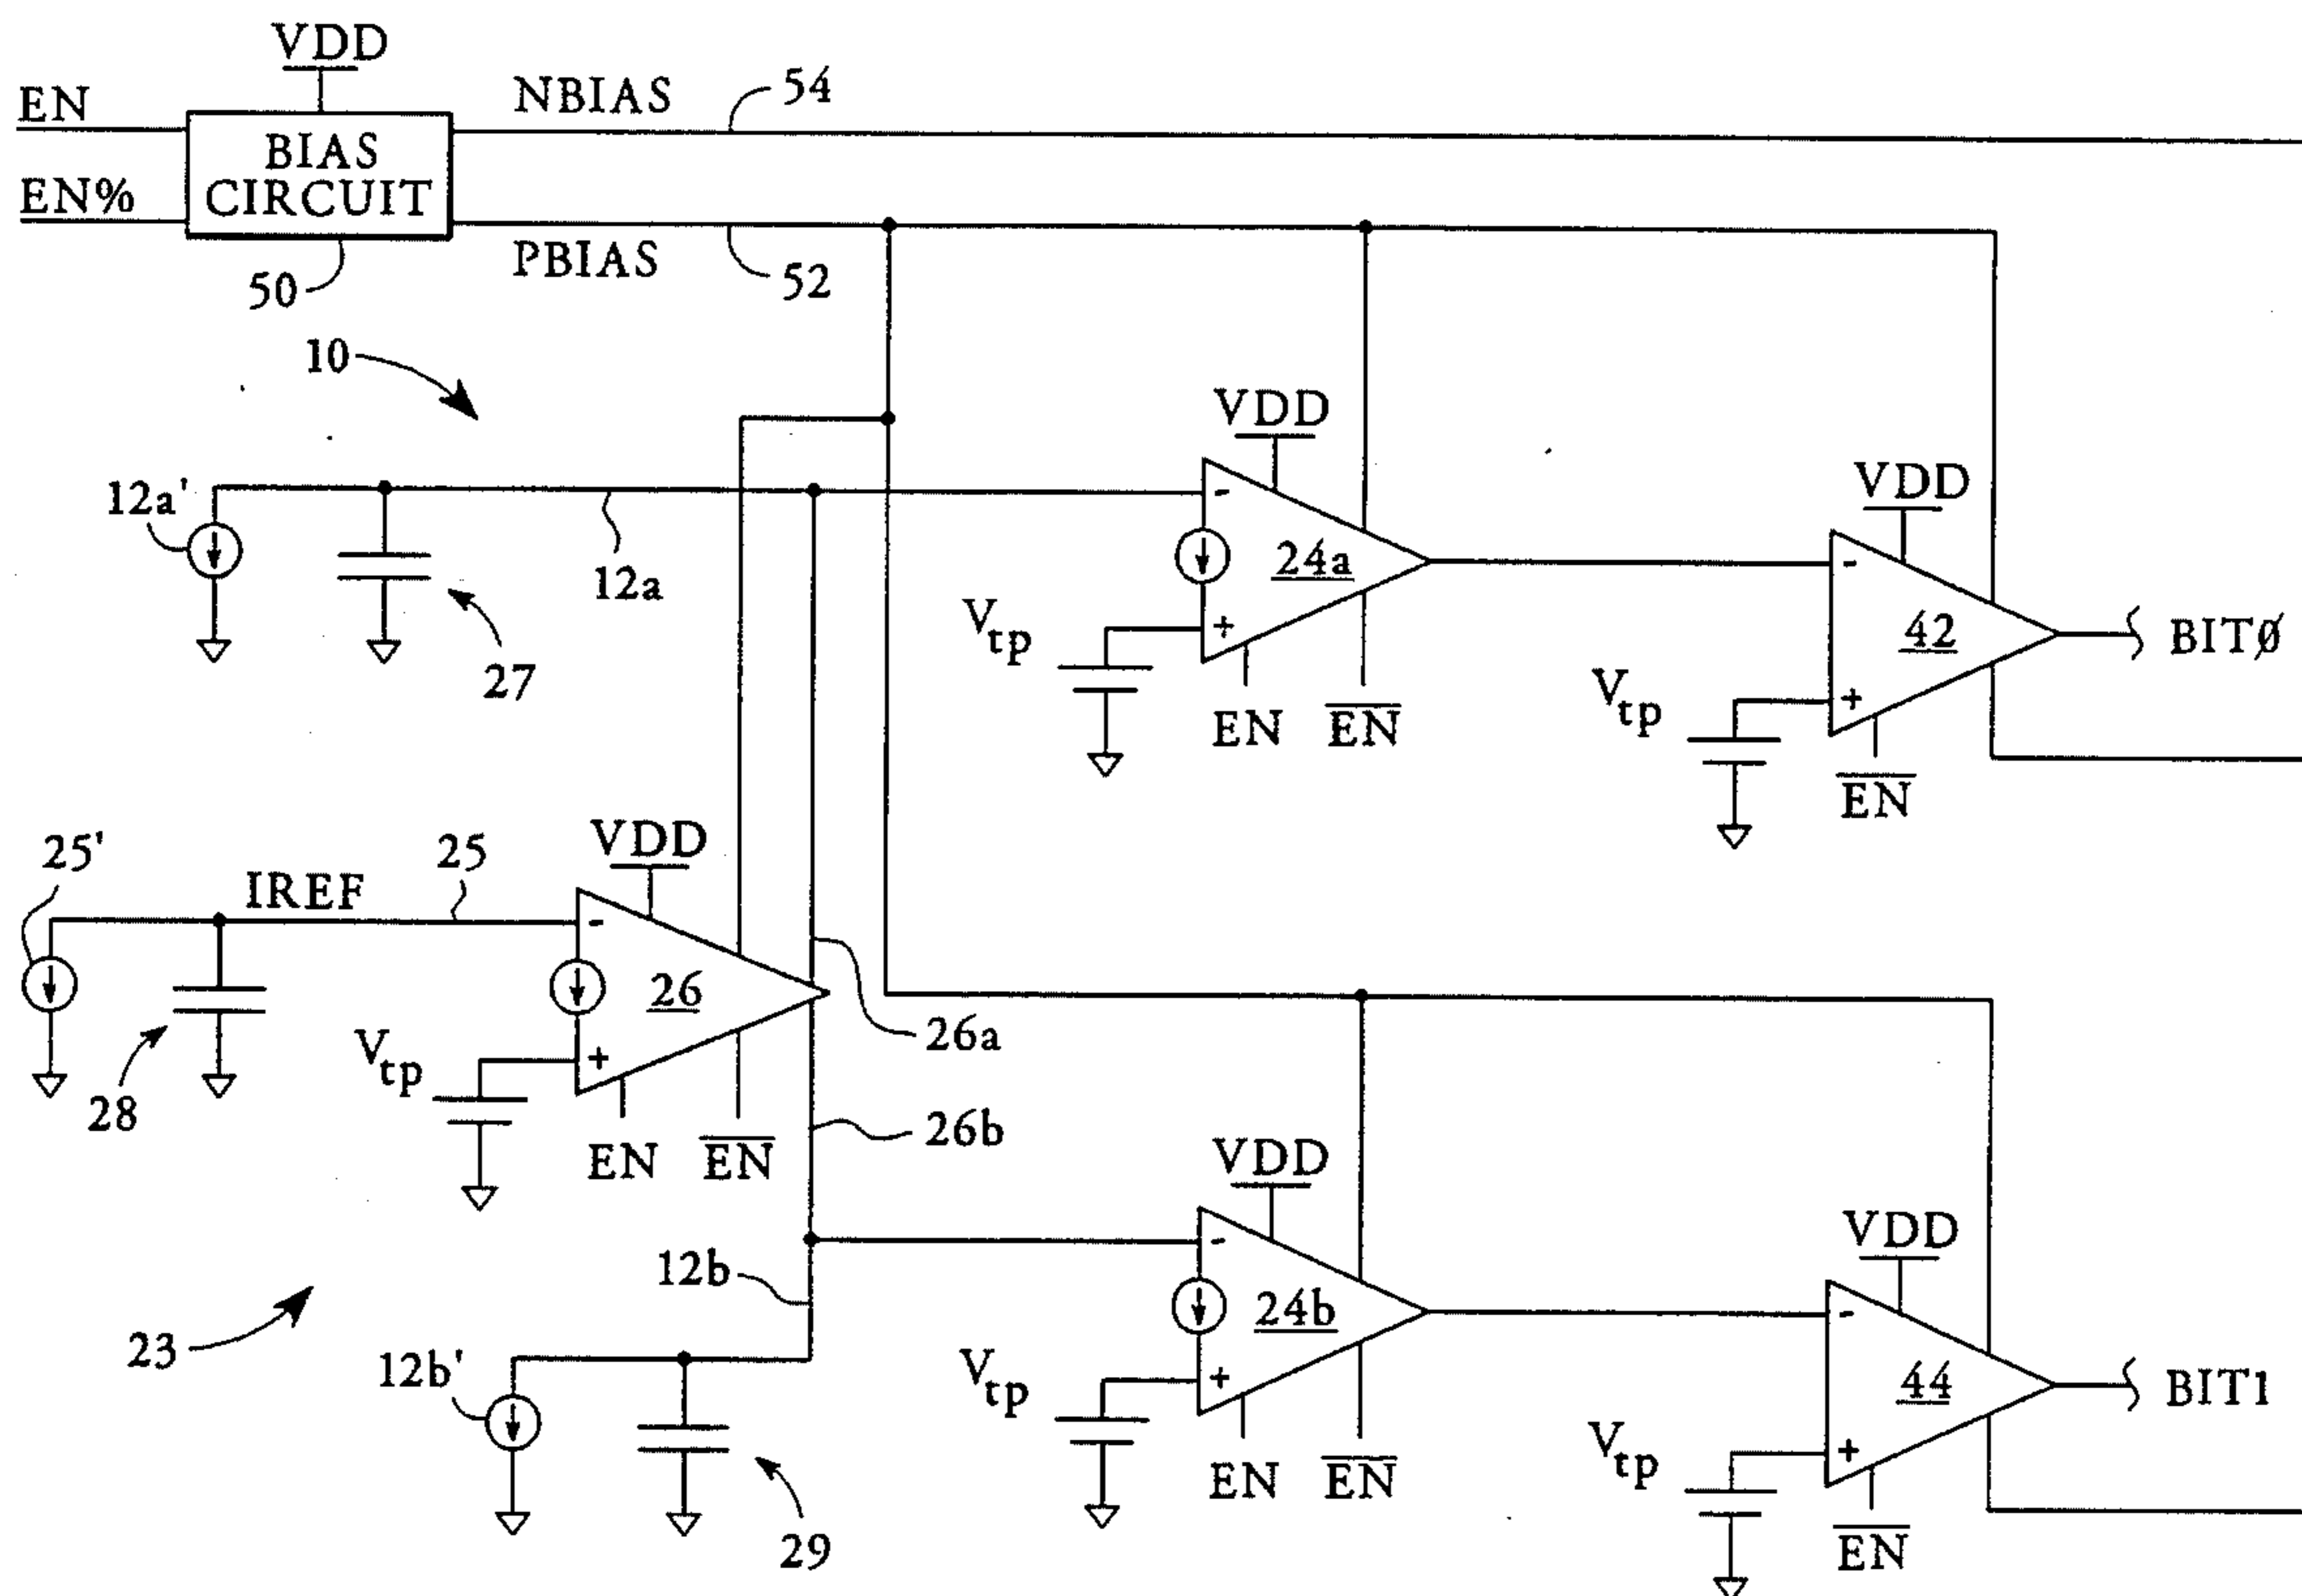 VDD
EN
NBIAS
54
BIAS
CIRCUIT
EN%
PBIAS
52
50
10
VDD
12a'
-
24a
VDD
12a
27
Vtp
+
EN
EN
-
42
BITØ
Vtp
+
EN
25'
IREF
25
VDD
-
26
26a
Vtp
+
28
EN
EN
26b
VDD
12b
-
24b
VDD
23
12b'
Vtp
+
-
44
BIT1
EN
EN
Vtp
+
29
EN